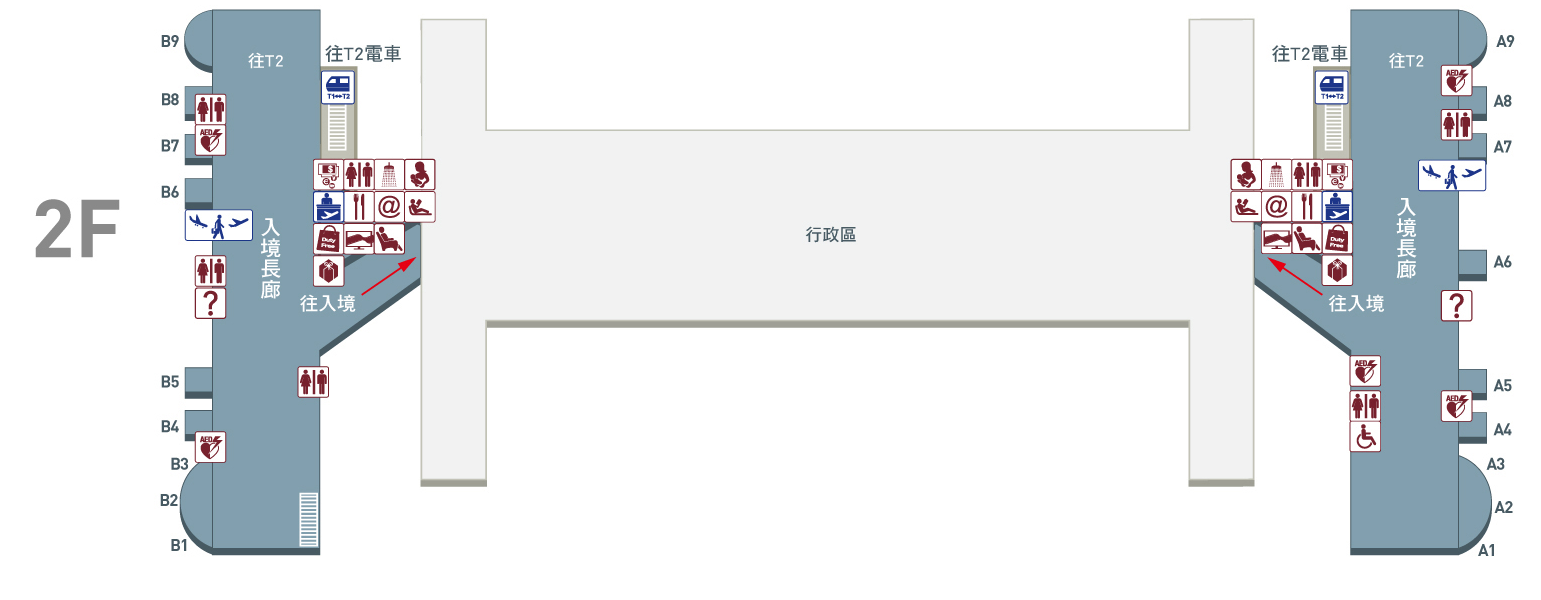 2F
B9
B8
B7
B6
B5
B4
B3
B2
B1
往T2
入境長廊
往T2電車
T1↔T2
AED
$
@
Duty Free
?
往入境
AED
行政區
往T2電車
T1↔T2
$
@
Duty Free
往入境
往T2
入境長廊
AED
?
AED
AED
A9
A8
A7
A6
A5
A4
A3
A2
A1